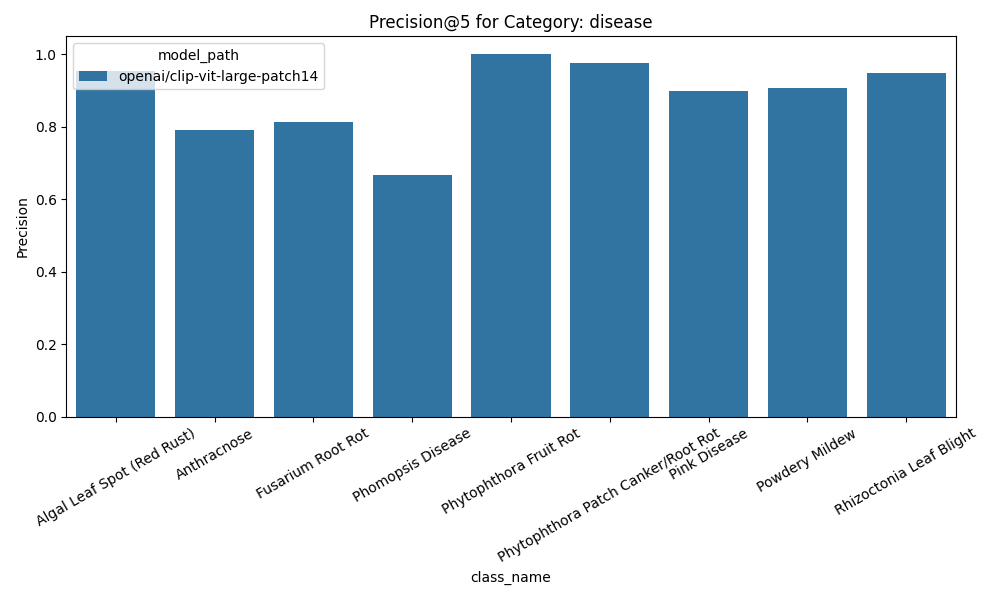 Precision@5 for Category: disease
model_path
openai/clip-vit-large-patch14
Precision
1.0
0.8
0.6
0.4
0.2
0.0
Algal Leaf Spot (Red Rust)
Anthracnose
Fusarium Root Rot
Phomopsis Disease
Phytophthora Fruit Rot
Phytophthora Patch Canker/Root Rot
Pink Disease
Powdery Mildew
Rhizoctonia Leaf Blight
class_name